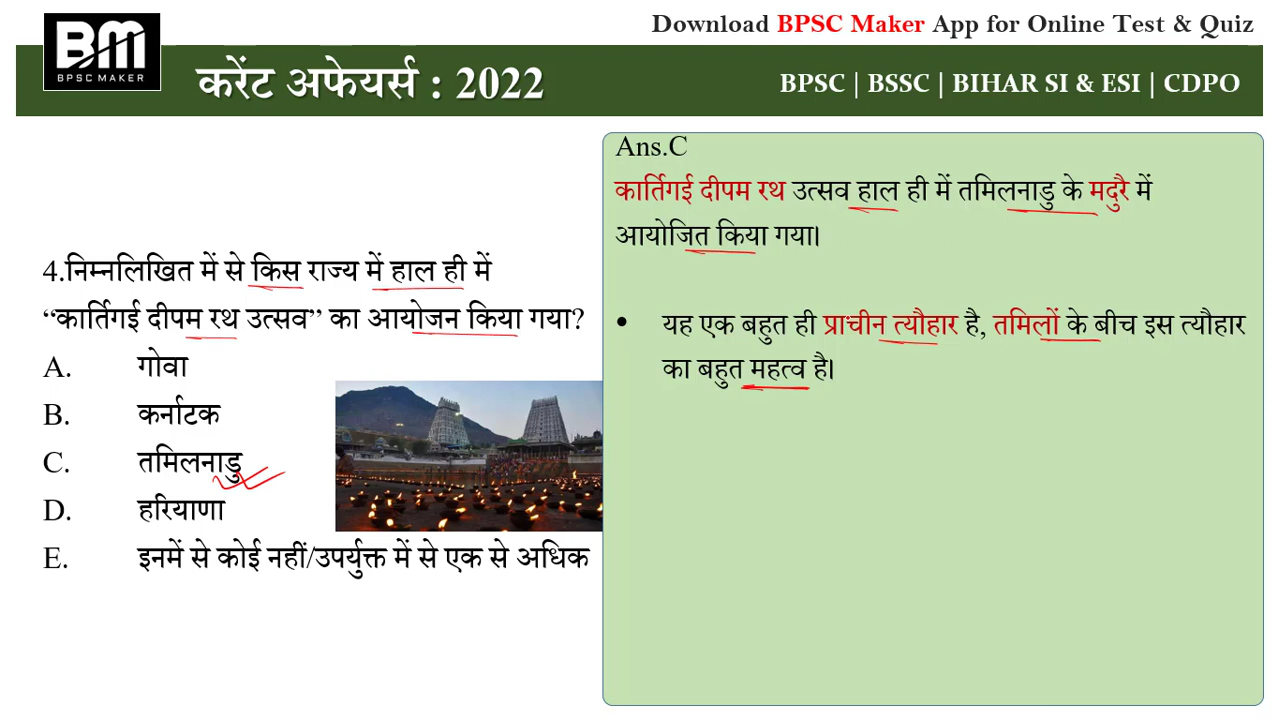 Download BPSC Maker App for Online Test & Quiz
BM
BPSC MAKER
करेंट अफेयर्स : 2022
BPSC | BSSC | BIHAR SI & ESI | CDPO
4.निम्नलिखित में से किस राज्य में हाल ही में
“कार्तिगई दीपम रथ उत्सव” का आयोजन किया गया?
A. गोवा
B. कर्नाटक
C. तमिलनाडु
D. हरियाणा
E. इनमें से कोई नहीं/उपर्युक्त में से एक से अधिक
Ans.C
कार्तिगई दीपम रथ उत्सव हाल ही में तमिलनाडु के मदुरै में
आयोजित किया गया।
• यह एक बहुत ही प्राचीन त्यौहार है, तमिलों के बीच इस त्यौहार
का बहुत महत्व है।